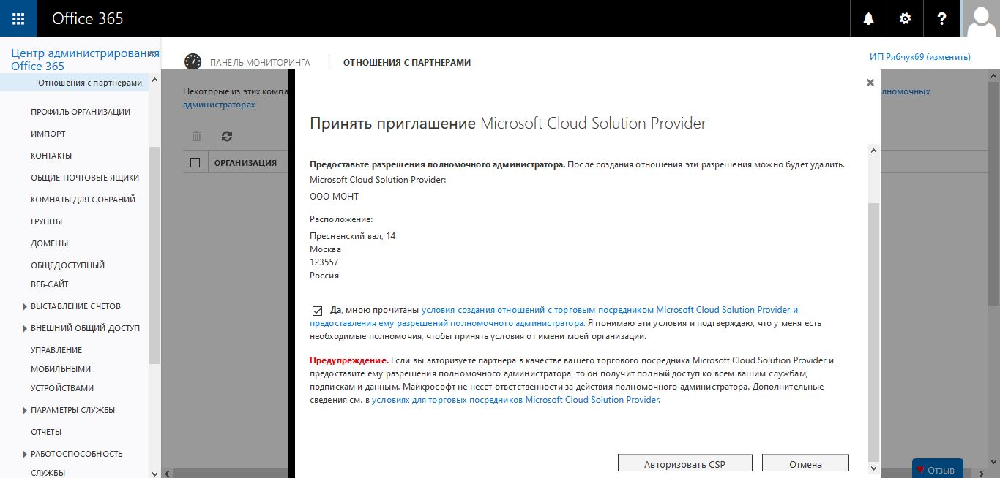 Office 365
?
Центр администрирования
Office 365
«
Отношения с партнерами
ПРОФИЛЬ ОРГАНИЗАЦИИ
ИМПОРТ
КОНТАКТЫ
ОБЩИЕ ПОЧТОВЫЕ ЯЩИКИ
КОМНАТЫ ДЛЯ СОБРАНИЙ
ГРУППЫ
ДОМЕНЫ
ОБЩЕДОСТУПНЫЙ
ВЕБ-САЙТ
ВЫСТАВЛЕНИЕ СЧЕТОВ
ВНЕШНИЙ ОБЩИЙ ДОСТУП
УПРАВЛЕНИЕ
МОБИЛЬНЫМИ
УСТРОЙСТВАМИ
ПАРАМЕТРЫ СЛУЖБЫ
ОТЧЕТЫ
РАБОТОСПОСОБНОСТЬ
СЛУЖБЫ
ПАНЕЛЬ МОНИТОРИНГА
ОТНОШЕНИЯ С ПАРТНЕРАМИ
ИП Рябчук69 (изменить)
Некоторые из этих компа
лномочных
администраторах
ОРГАНИЗАЦИЯ
Принять приглашение Microsoft Cloud Solution Provider
Предоставьте разрешения полномочного администратора. После создания отношения эти разрешения можно будет удалить.
Microsoft Cloud Solution Provider:
ООО МОНТ
Расположение:
Пресненский вал, 14
Москва
123557
Россия
Да, мною прочитаны условия создания отношений с торговым посредником Microsoft Cloud Solution Provider и
предоставления ему разрешений полномочного администратора. Я понимаю эти условия и подтверждаю, что у меня есть
необходимые полномочия, чтобы принять условия от имени моей организации.
Предупреждение. Если вы авторизуете партнера в качестве вашего торгового посредника Microsoft Cloud Solution Provider и
предоставите ему разрешения полномочного администратора, то он получит полный доступ ко всем вашим службам,
подпискам и данным. Майкрософт не несет ответственности за действия полномочного администратора. Дополнительные
сведения см. в условиях для торговых посредников Microsoft Cloud Solution Provider.
Авторизовать CSP
Отмена
Отзыв